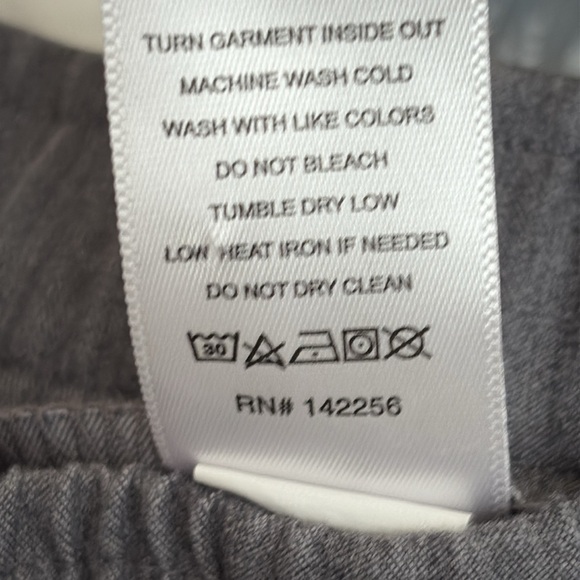 TURN GARMENT INSIDE OUT
MACHINE WASH COLD
WASH WITH LIKE COLORS
DO NOT BLEACH
TUMBLE DRY LOW
LOW HEAT IRON IF NEEDED
DO NOT DRY CLEAN
30
RN# 142256